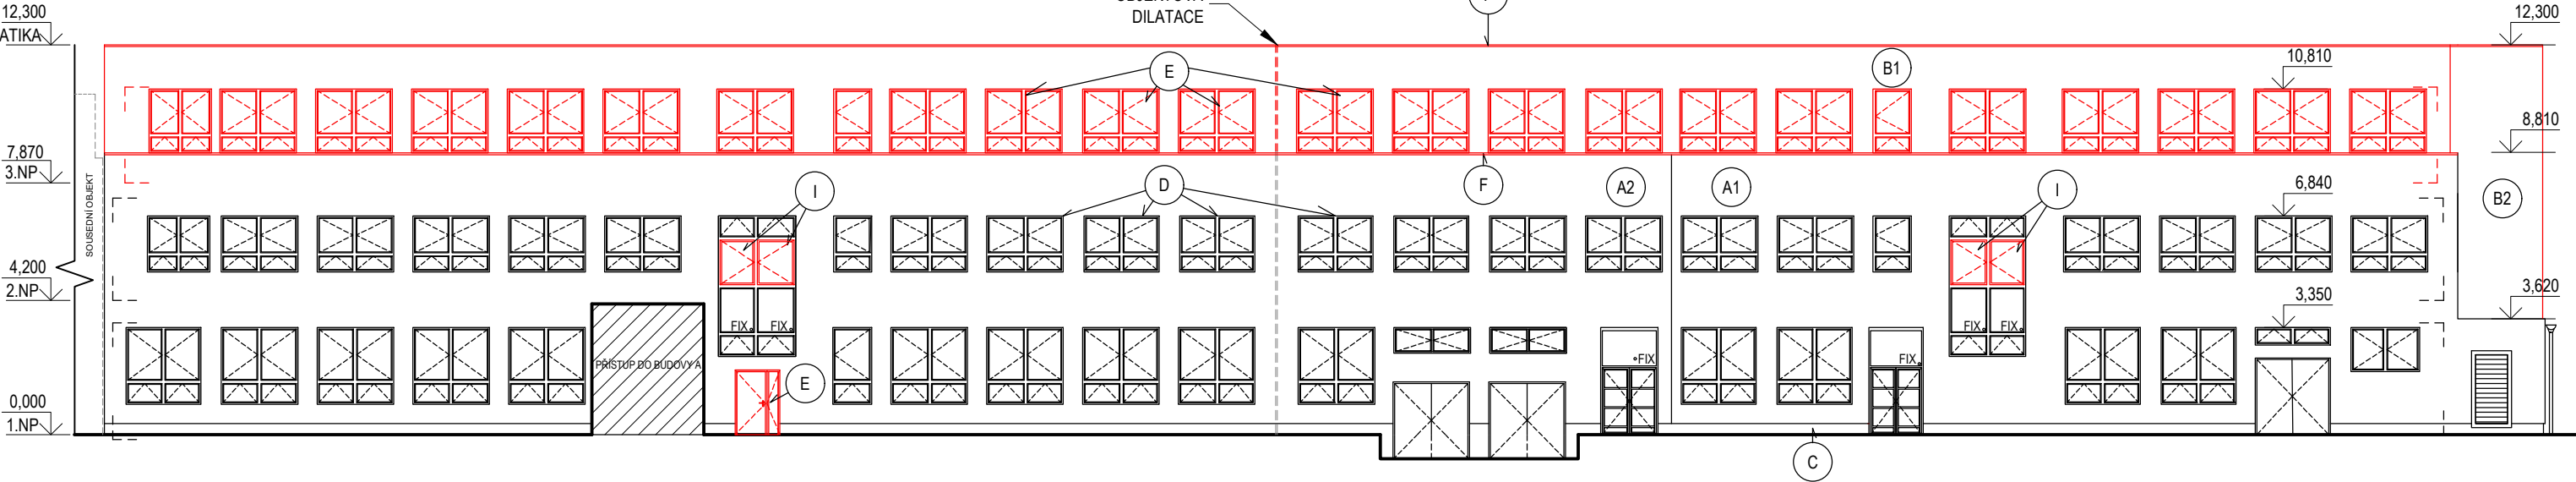 12,300
ATIKA
DILATACE
12,300
E
B1
10,810
8,810
7,870
3.NP
SOUSEDNÍ OBJEKT
I
D
F
A2
A1
I
6,840
B2
4,200
2.NP
3,350
3,620
FIX
FIX
FIX
FIX
PŘÍSTUP DO BUDOVY A
FIX
FIX
E
0,000
1.NP
C